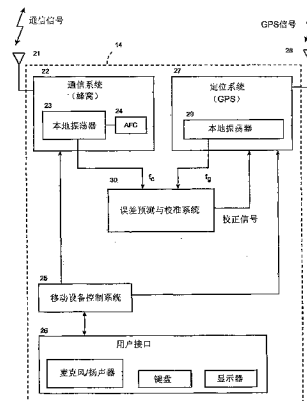 通信信号
GPS信号
21
14
28
22
通信系统
(蜂窝)
23
24
本地振荡器
AFC
27
定位系统
(GPS)
29
本地振荡器
fc
fg
30
误差预测与校准系统
校正信号
25
移动设备控制系统
26
用户接口
麦克风/扬声器
键盘
显示器